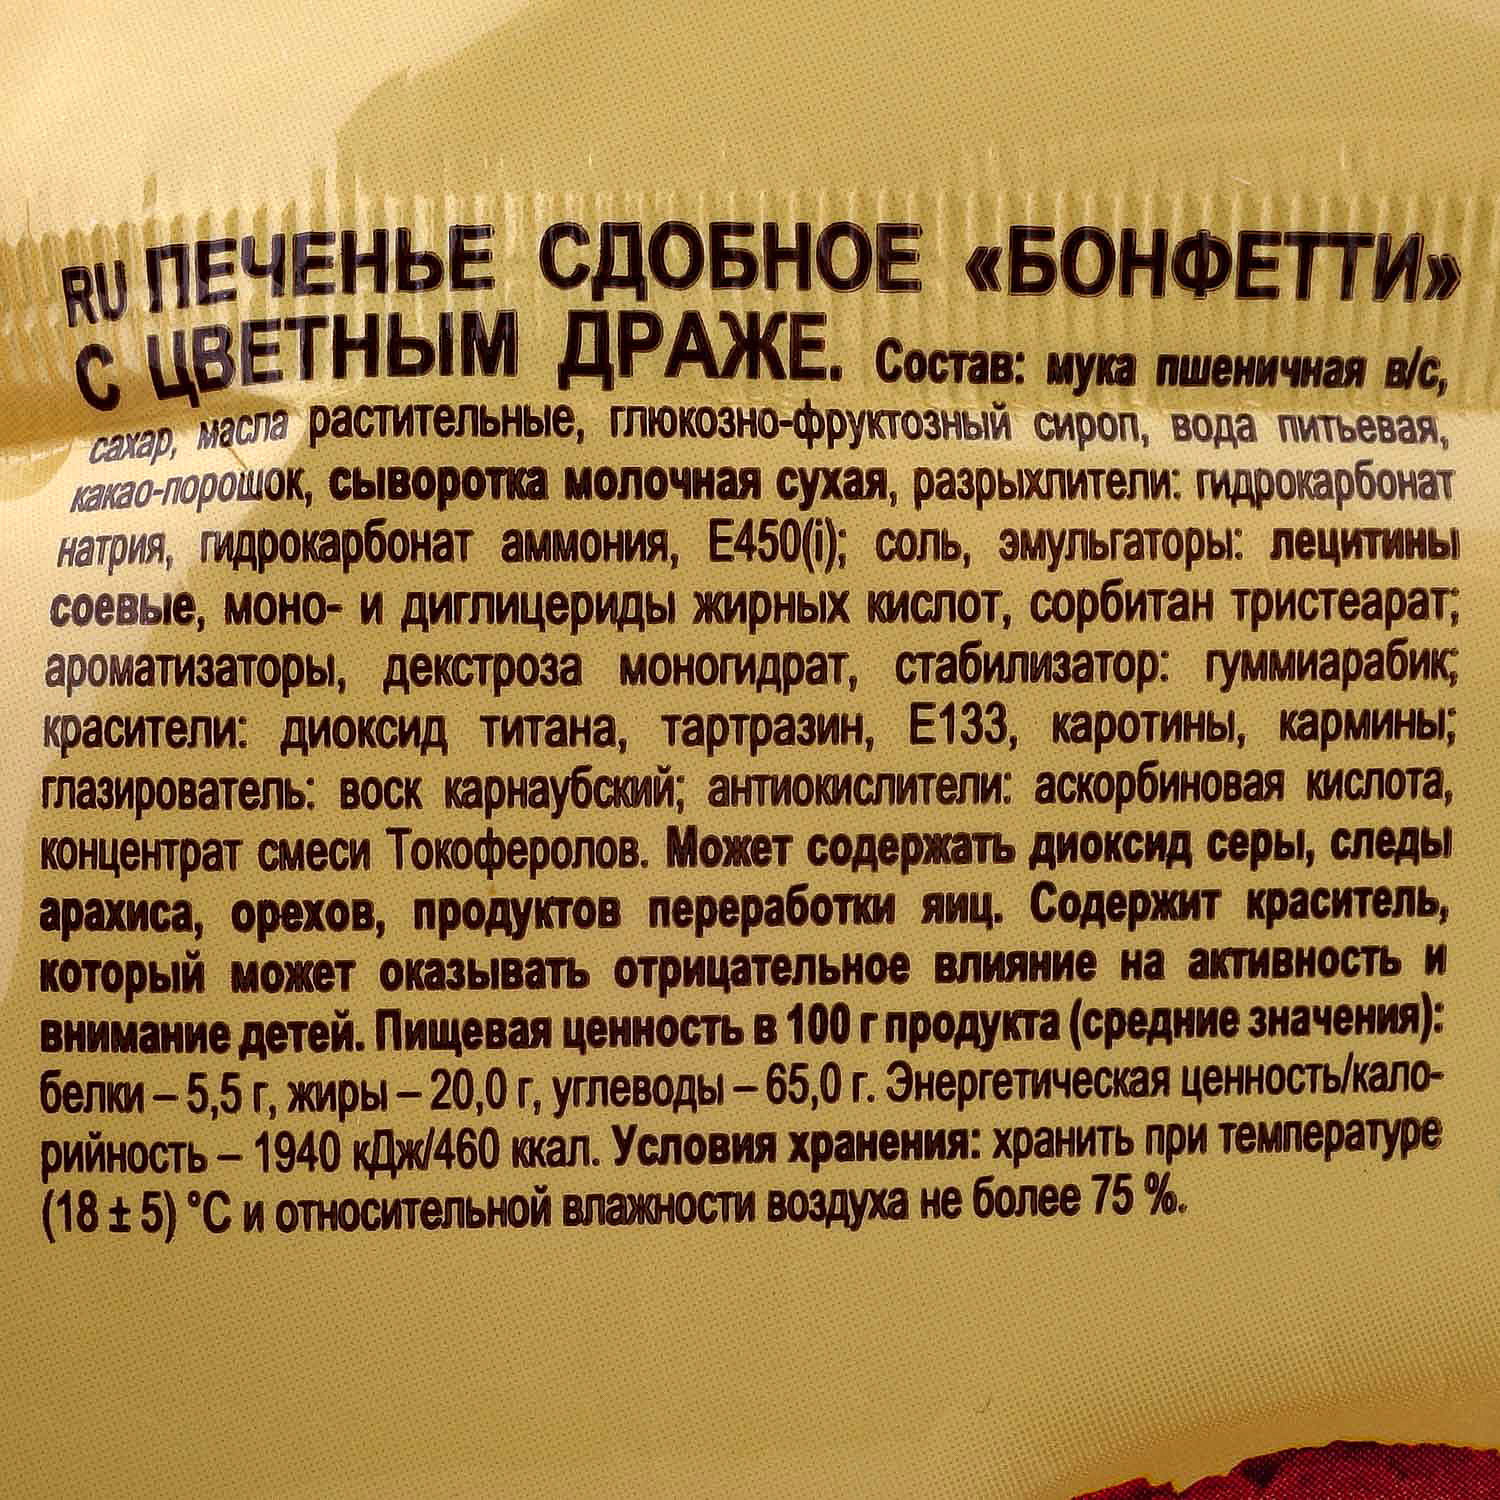 RU ПЕЧЕНЬЕ СДОБНОЕ «БОНФЕТТИ»
С ЦВЕТНЫМ ДРАЖЕ. Состав: мука пшеничная в/с,
сахар, масла растительные, глюкозно-фруктозный сироп, вода питьевая,
какао-порошок, сыворотка молочная сухая, разрыхлители: гидрокарбонат
натрия, гидрокарбонат аммония, E450(i); соль, эмульгаторы: лецитины
соевые, моно- и диглицериды жирных кислот, сорбитан тристеарат;
ароматизаторы, декстроза моногидрат, стабилизатор: гуммиарабик;
красители: диоксид титана, тартразин, E133, каротины, кармины;
глазирователь: воск карнаубский; антиокислители: аскорбиновая кислота,
концентрат смеси Токоферолов. Может содержать диоксид серы, следы
арахиса, орехов, продуктов переработки яиц. Содержит краситель,
который может оказывать отрицательное влияние на активность и
внимание детей. Пищевая ценность в 100 г продукта (средние значения):
белки – 5,5 г, жиры – 20,0 г, углеводы – 65,0 г. Энергетическая ценность/кало-
рийность – 1940 кДж/460 ккал. Условия хранения: хранить при температуре
(18 ± 5) °С и относительной влажности воздуха не более 75 %.